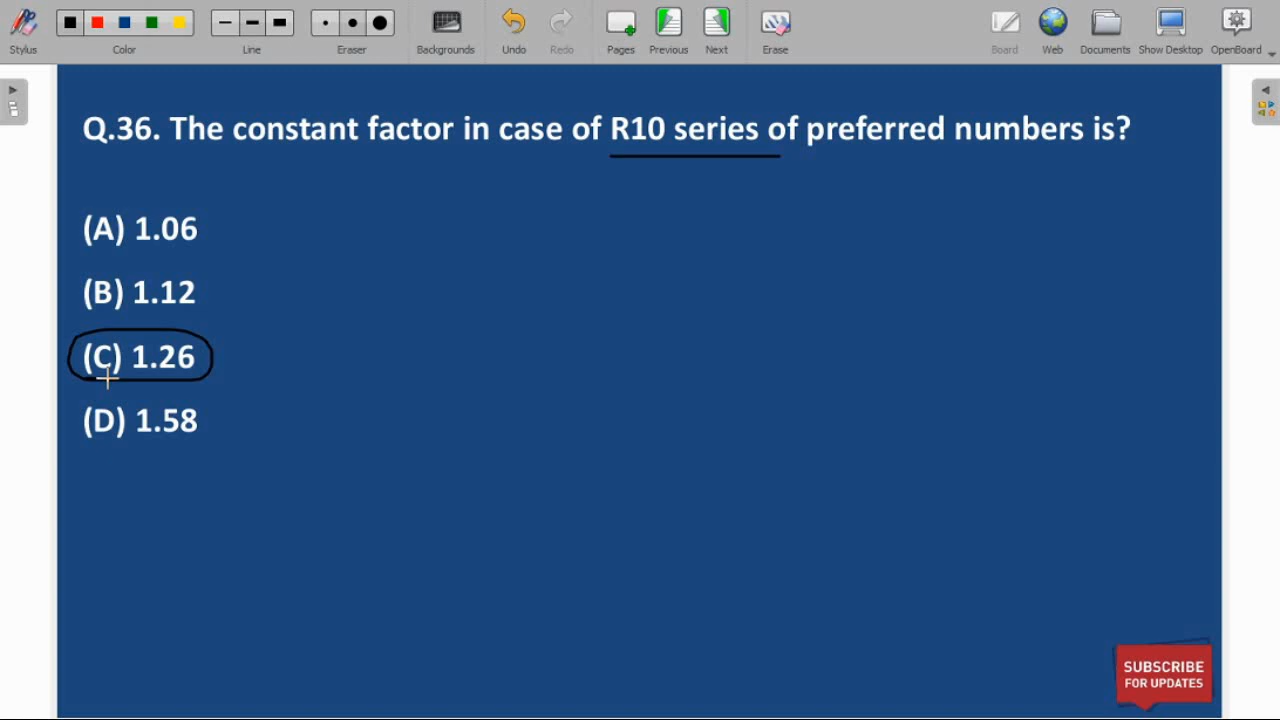 Stylus
Color
Line
Eraser
Backgrounds
Undo
Redo
Pages
Previous
Next
Erase
Board
Web
Documents
Show Desktop
OpenBoard
Q.36. The constant factor in case of R10 series of preferred numbers is?
(A) 1.06
(B) 1.12
(C) 1.26
(D) 1.58
SUBSCRIBE
FOR UPDATES